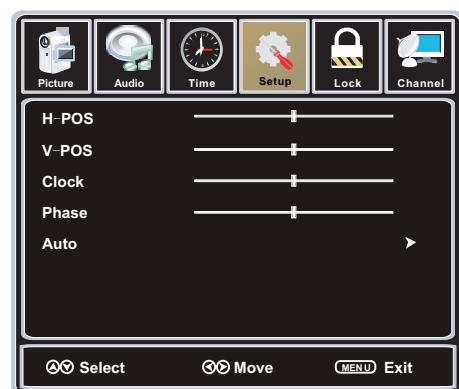 Picture Audio Time Setup Lock Channel
H-POS
V-POS
Clock
Phase
Auto
Select Move MENU Exit